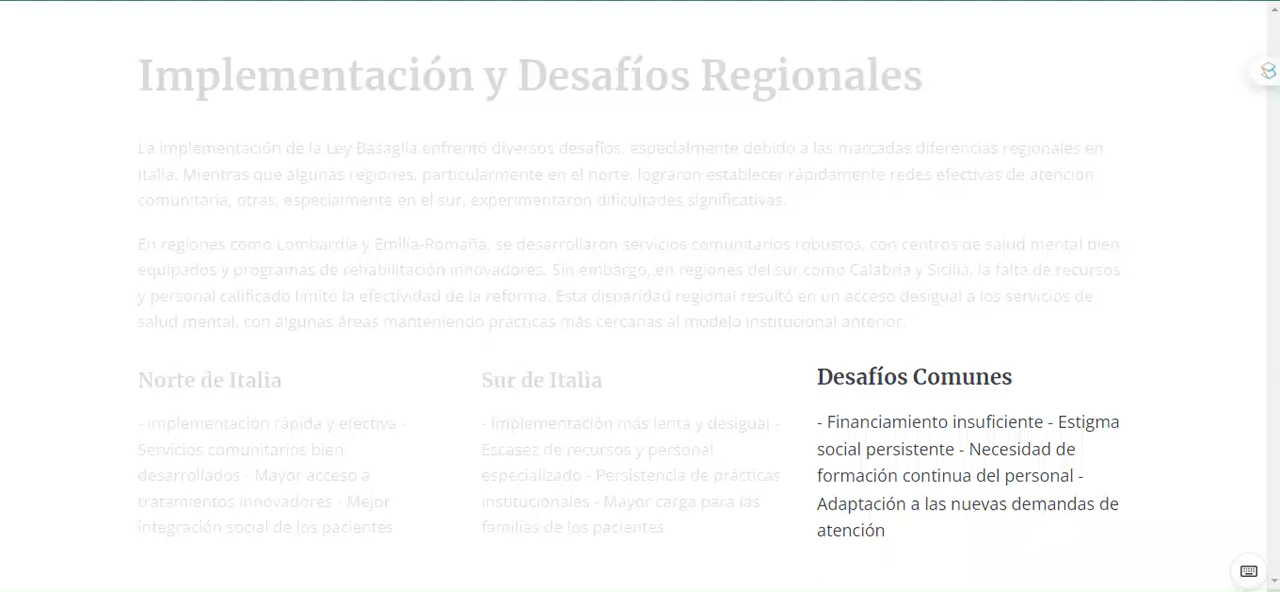 Implementación y Desafíos Regionales
La implementación de la Ley Basaglia enfrentó diversos desafíos, especialmente debido a las marcadas diferencias regionales en
Italia. Mientras que algunas regiones, particularmente en el norte, lograron establecer rápidamente redes efectivas de atención
comunitaria, otras, especialmente en el sur, experimentaron dificultades significativas.
En regiones como Lombardía y Emilia-Romaña, se desarrollaron servicios comunitarios robustos, con centros de salud mental bien
equipados y programas de rehabilitación innovadores. Sin embargo, en regiones del sur como Calabria y Sicilia, la falta de recursos
y personal calificado limitó la efectividad de la reforma. Esta disparidad regional resultó en un acceso desigual a los servicios de
salud mental, con algunas áreas manteniendo prácticas más cercanas al modelo institucional anterior.
Norte de Italia
- Implementación rápida y efectiva -
Servicios comunitarios bien
desarrollados - Mayor acceso a
tratamientos innovadores - Mejor
integración social de los pacientes
Sur de Italia
- Implementación más lenta y desigual -
Escasez de recursos y personal
especializado - Persistencia de prácticas
institucionales - Mayor carga para las
familias de los pacientes
Desafíos Comunes
- Financiamiento insuficiente - Estigma
social persistente - Necesidad de
formación continua del personal -
Adaptación a las nuevas demandas de
atención